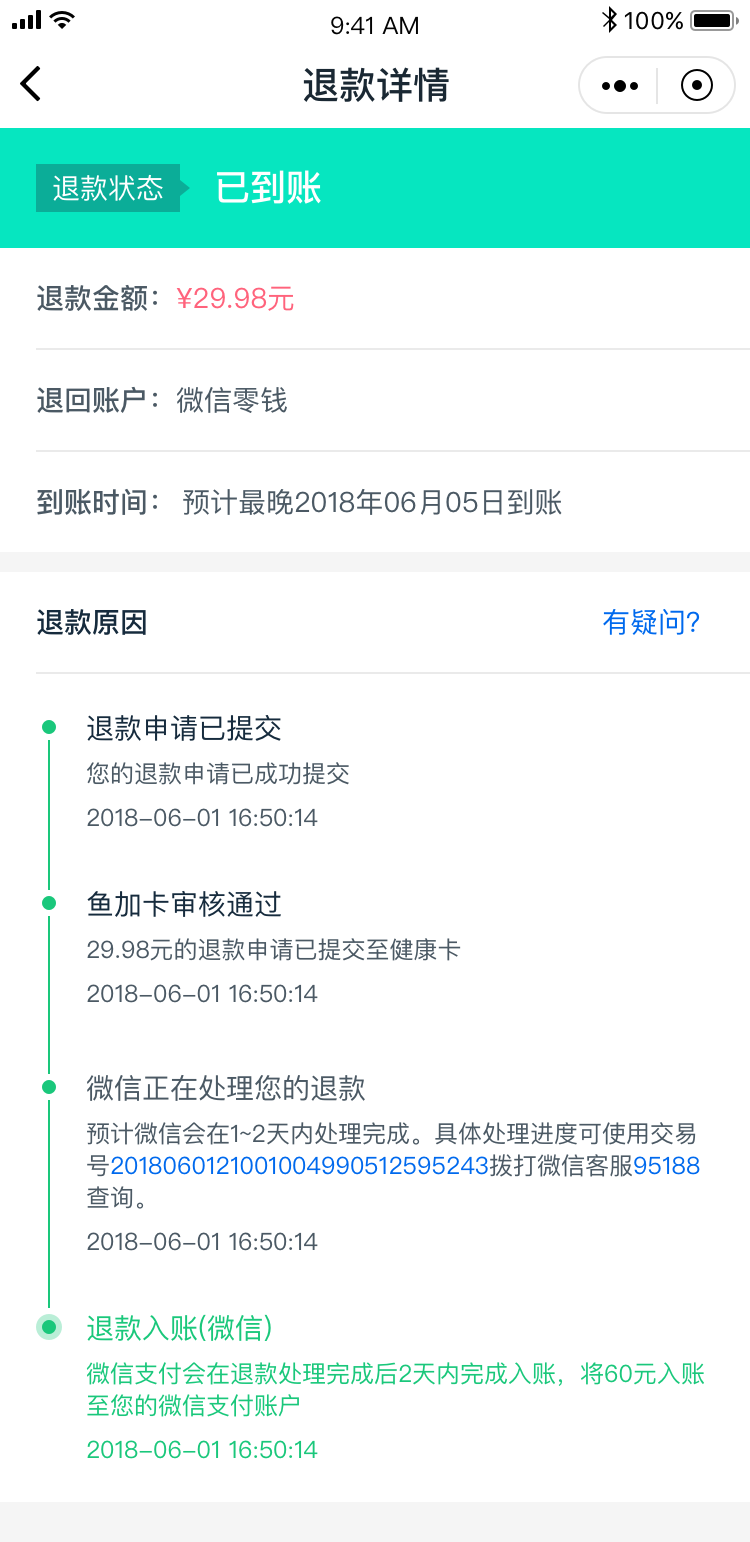 9:41 AM
100%
退款详情
退款状态
已到账
退款金额：¥29.98元
退回账户：微信零钱
到账时间：预计最晚2018年06月05日到账
退款原因
有疑问?
退款申请已提交
您的退款申请已成功提交
2018-06-01 16:50:14
鱼加卡审核通过
29.98元的退款申请已提交至健康卡
2018-06-01 16:50:14
微信正在处理您的退款
预计微信会在1~2天内处理完成。具体处理进度可使用交易
号2018060121001004990512595243拨打微信客服95188
查询。
2018-06-01 16:50:14
退款入账(微信)
微信支付会在退款处理完成后2天内完成入账，将60元入账
至您的微信支付账户
2018-06-01 16:50:14